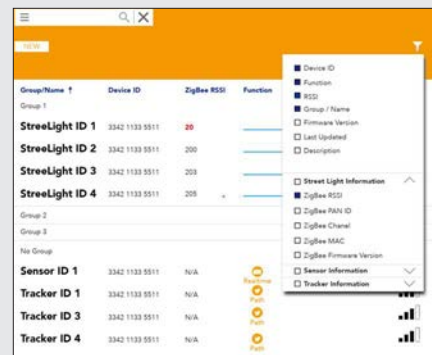 NEW
Group/Name ↑ Device ID ZigBee RSSI Function
Group 1
StreeLight ID 1 3342 1133 5511 20
StreeLight ID 2 3342 1133 5511 200
StreeLight ID 3 3342 1133 5511 203
StreeLight ID 4 3342 1133 5511 205
Group 2
Group 3
No Group
Sensor ID 1 3342 1133 5511 N/A
Realtime
Tracker ID 1 3342 1133 5511 N/A
Path
Tracker ID 3 3342 1133 5511 N/A
Path
Tracker ID 4 3342 1133 5511 N/A
Path
Device ID
Function
RSSI
Group / Name
Firmware Version
Last Updated
Description
Street Light Information
ZigBee RSSI
ZigBee PAN ID
ZigBee Chanel
ZigBee MAC
ZigBee Firmware Version
Sensor Information
Tracker Information